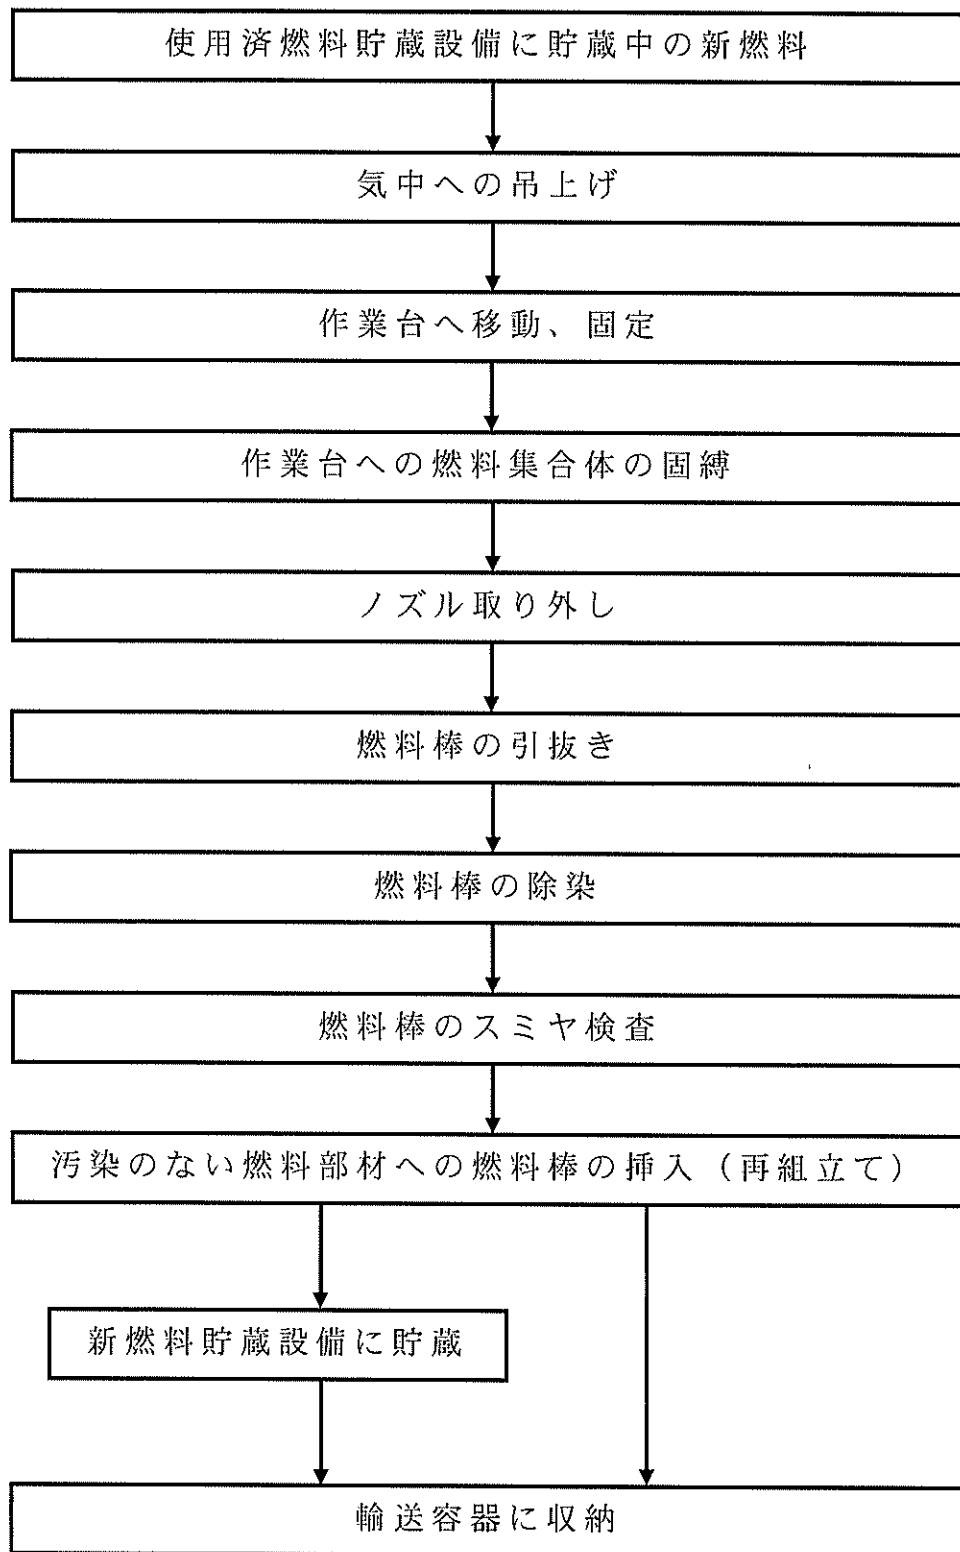 使用済燃料貯蔵設備に貯蔵中の新燃料
気中への吊上げ
作業台へ移動、固定
作業台への燃料集合体の固縛
ノズル取り外し
燃料棒の引抜き
燃料棒の除染
燃料棒のスミヤ検査
汚染のない燃料部材への燃料棒の挿入（再組立て）
新燃料貯蔵設備に貯蔵
輸送容器に収納